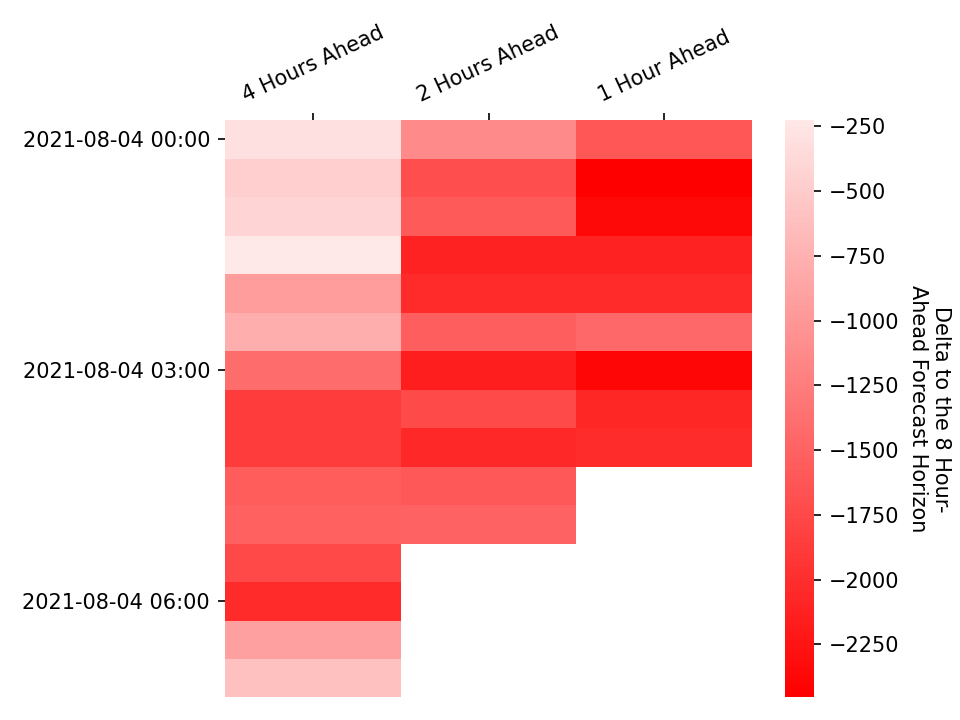 4 Hours Ahead
2 Hours Ahead
1 Hour Ahead
2021-08-04 00:00
2021-08-04 03:00
2021-08-04 06:00
−250
−500
−750
−1000
−1250
−1500
−1750
−2000
−2250
Delta to the 8 Hour-
Ahead Forecast Horizon